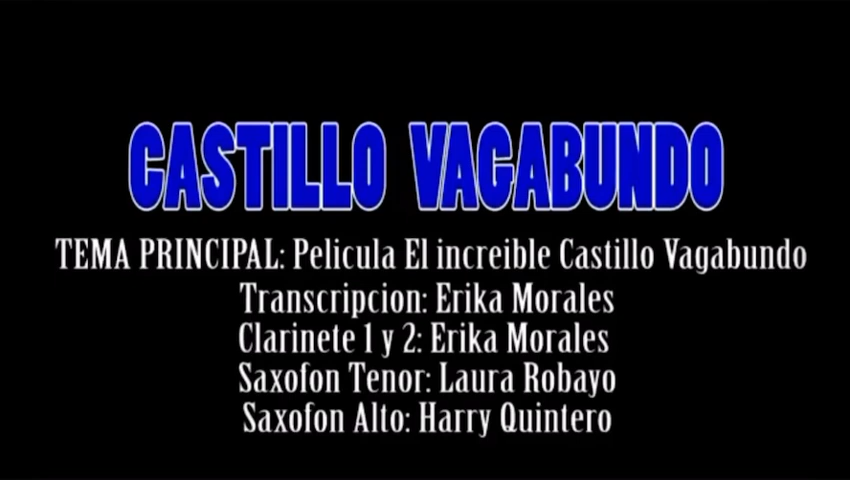 CASTILLO VAGABUNDO
TEMA PRINCIPAL: Pelicula El increible Castillo Vagabundo
Transcripcion: Erika Morales
Clarinete 1 y 2: Erika Morales
Saxofon Tenor: Laura Robayo
Saxofon Alto: Harry Quintero